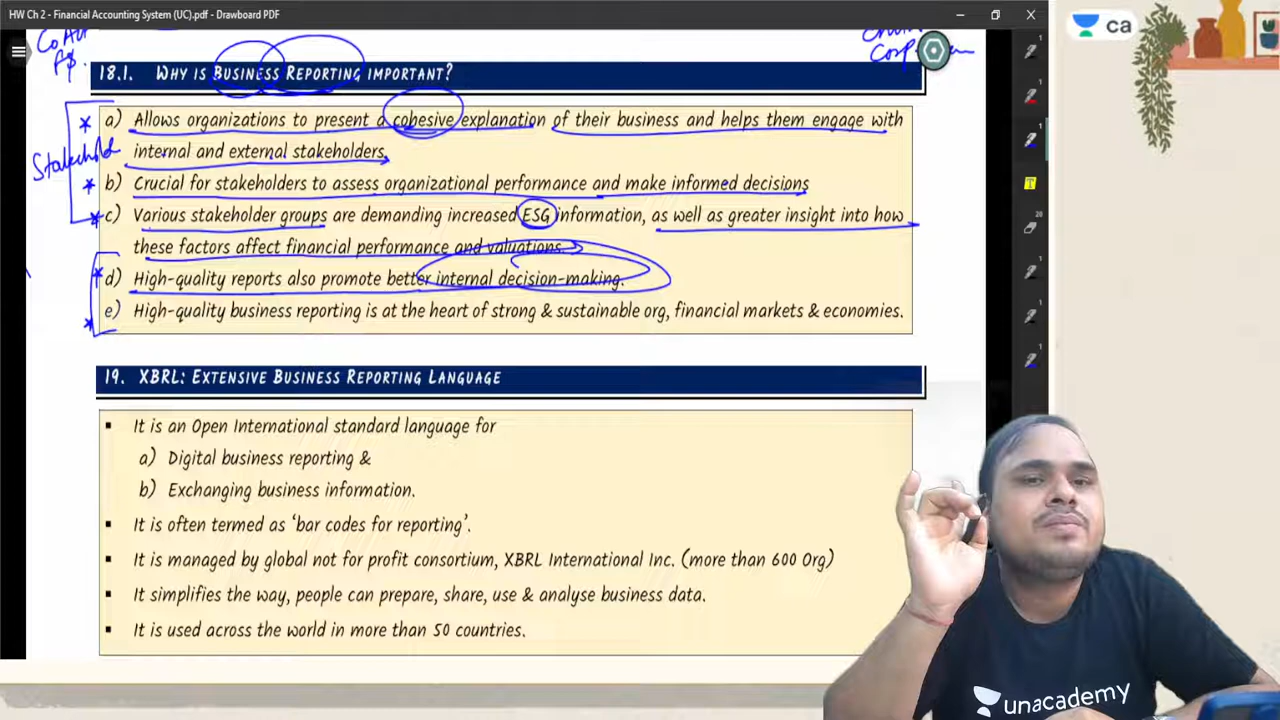 HW Ch 2 - Financial Accounting System (UC).pdf - Drawboard PDF
ca
18.1. WHY IS BUSINESS REPORTING IMPORTANT?
a) Allows organizations to present a cohesive explanation of their business and helps them engage with
internal and external stakeholders.
Stakehold
b) Crucial for stakeholders to assess organizational performance and make informed decisions
c) Various stakeholder groups are demanding increased ESG information, as well as greater insight into how
these factors affect financial performance and valuations.
d) High-quality reports also promote better internal decision-making.
e) High-quality business reporting is at the heart of strong & sustainable org, financial markets & economies.
19. XBRL: EXTENSIVE BUSINESS REPORTING LANGUAGE
▪ It is an Open International standard language for
a) Digital business reporting &
b) Exchanging business information.
▪ It is often termed as ‘bar codes for reporting’.
▪ It is managed by global not for profit consortium, XBRL International Inc. (more than 600 Org)
▪ It simplifies the way, people can prepare, share, use & analyse business data.
▪ It is used across the world in more than 50 countries.
unacademy